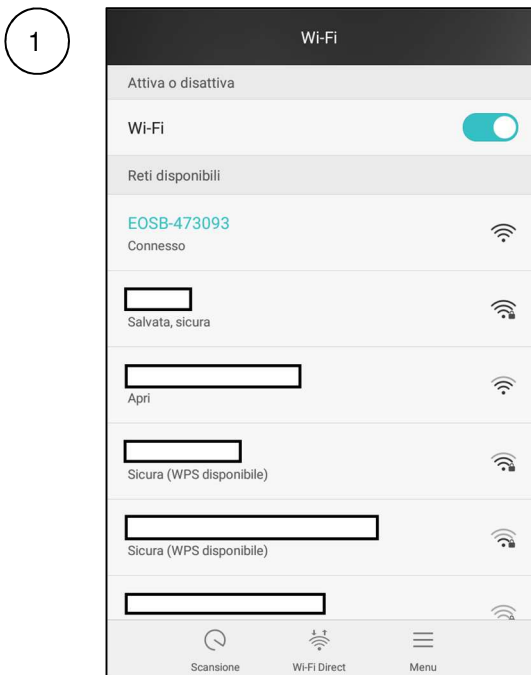 1
Wi-Fi
Attiva o disattiva
Wi-Fi
Reti disponibili
EOSB-473093
Connesso
Salvata, sicura
Apri
Sicura (WPS disponibile)
Sicura (WPS disponibile)
Scansione
Wi-Fi Direct
Menu